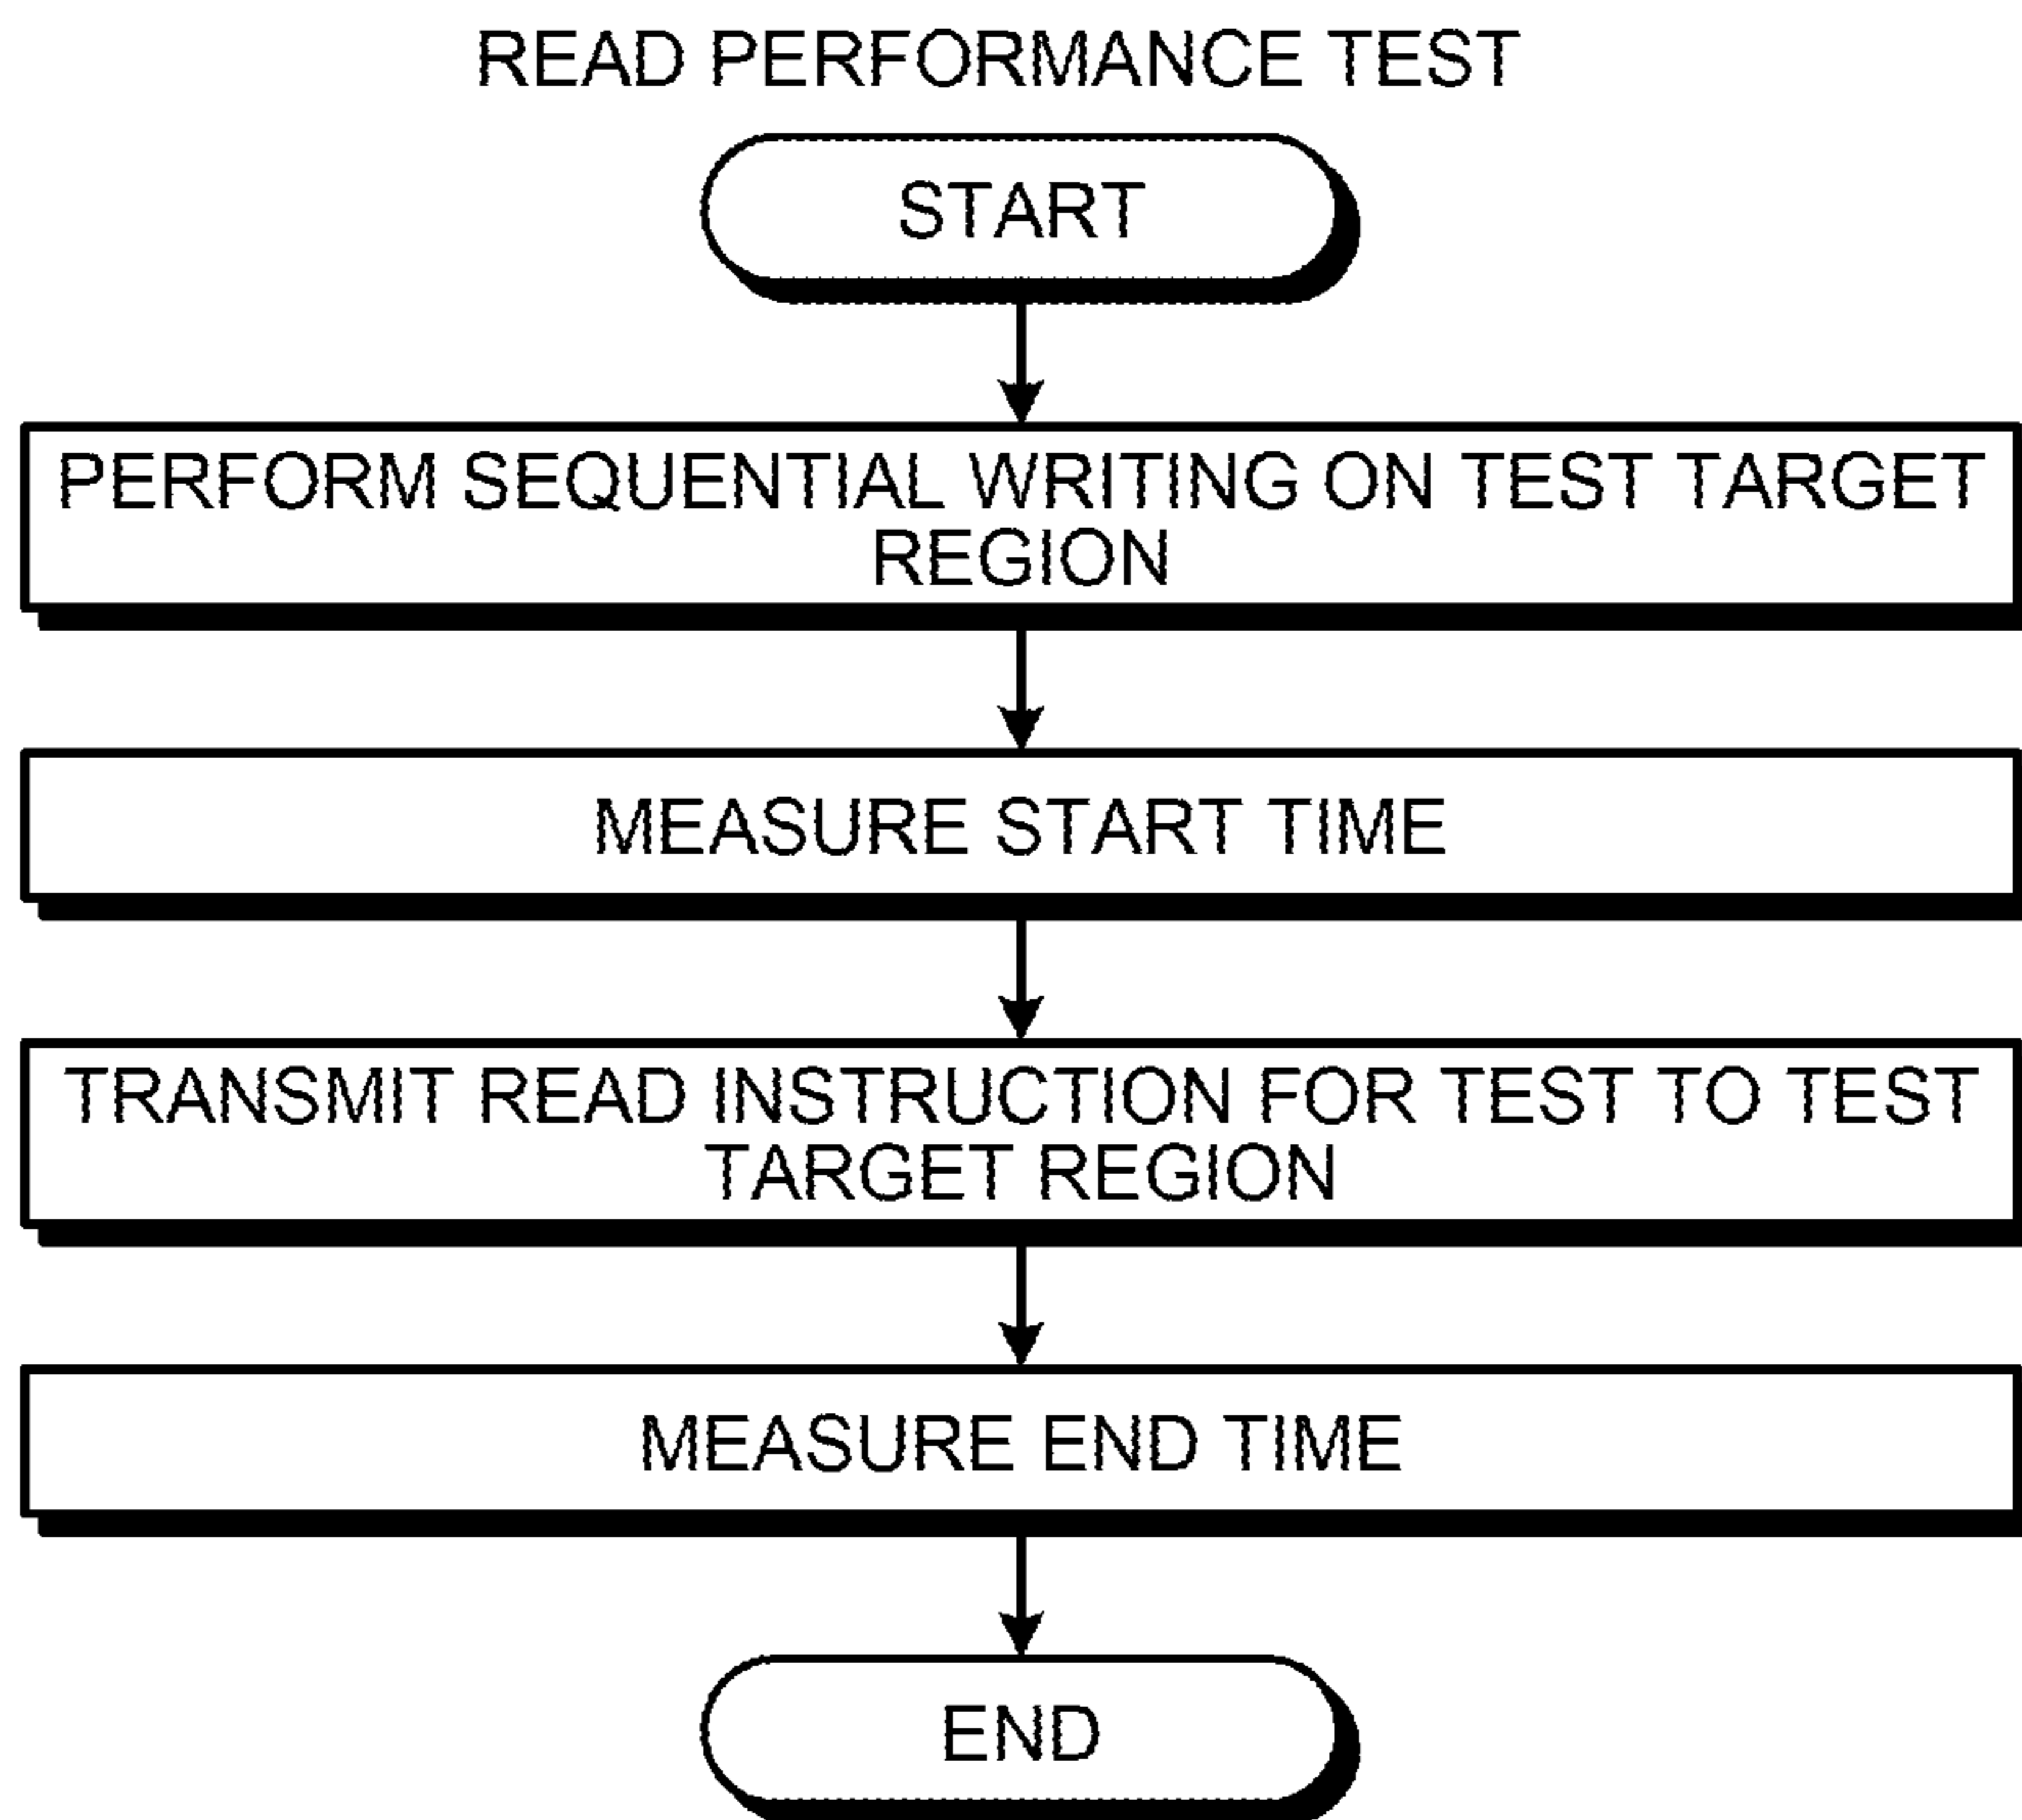 READ PERFORMANCE TEST
START
PERFORM SEQUENTIAL WRITING ON TEST TARGET
REGION
MEASURE START TIME
TRANSMIT READ INSTRUCTION FOR TEST TO TEST
TARGET REGION
MEASURE END TIME
END